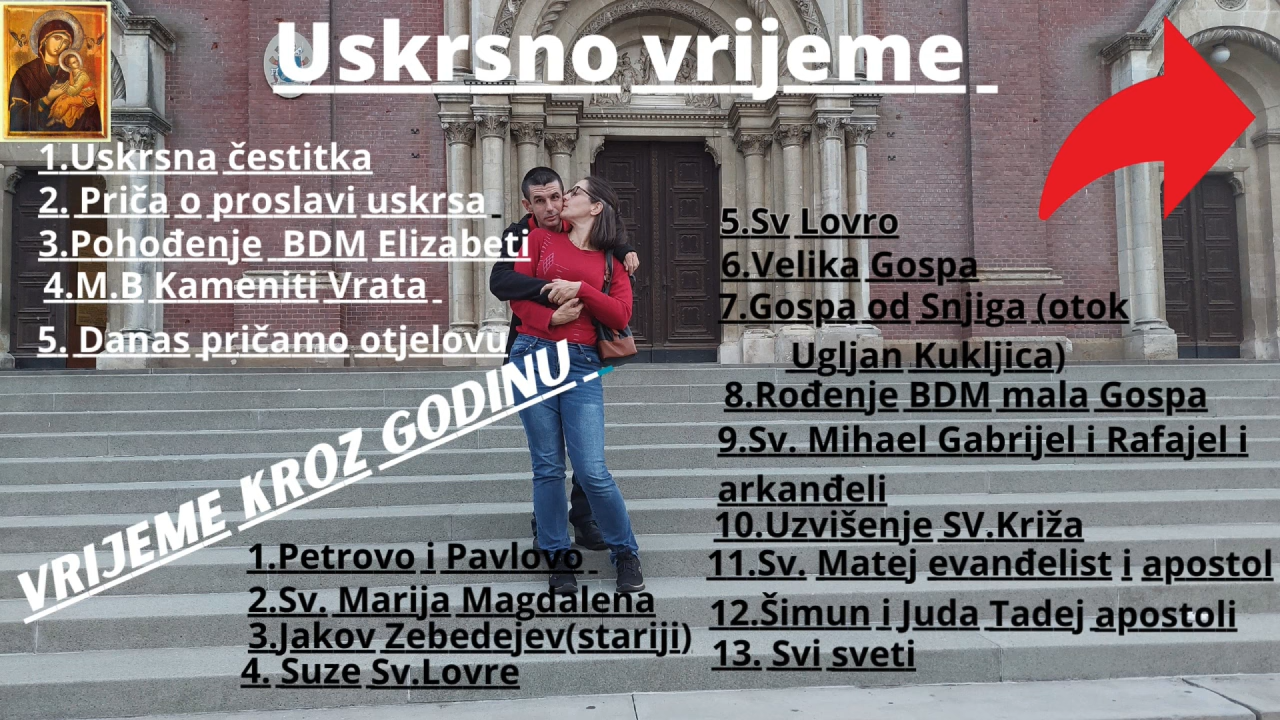 Uskrsno vrijeme
1.Uskrsna čestitka
2. Priča o proslavi uskrsa
3.Pohođenje BDM Elizabeti
4.M.B Kameniti Vrata
5. Danas pričamo otjelovu
VRIJEME KROZ GODINU
1.Petrovo i Pavlovo
2.Sv. Marija Magdalena
3.Jakov Zebedejev(stariji)
4. Suze Sv.Lovre
5.Sv Lovro
6.Velika Gospa
7.Gospa od Snjiga (otok
Ugljan Kukljica)
8.Rođenje BDM mala Gospa
9.Sv. Mihael Gabrijel i Rafajel i
arkanđeli
10.Uzvišenje SV.Križa
11.Sv. Matej evanđelist i apostol
12.Šimun i Juda Tadej apostoli
13. Svi sveti